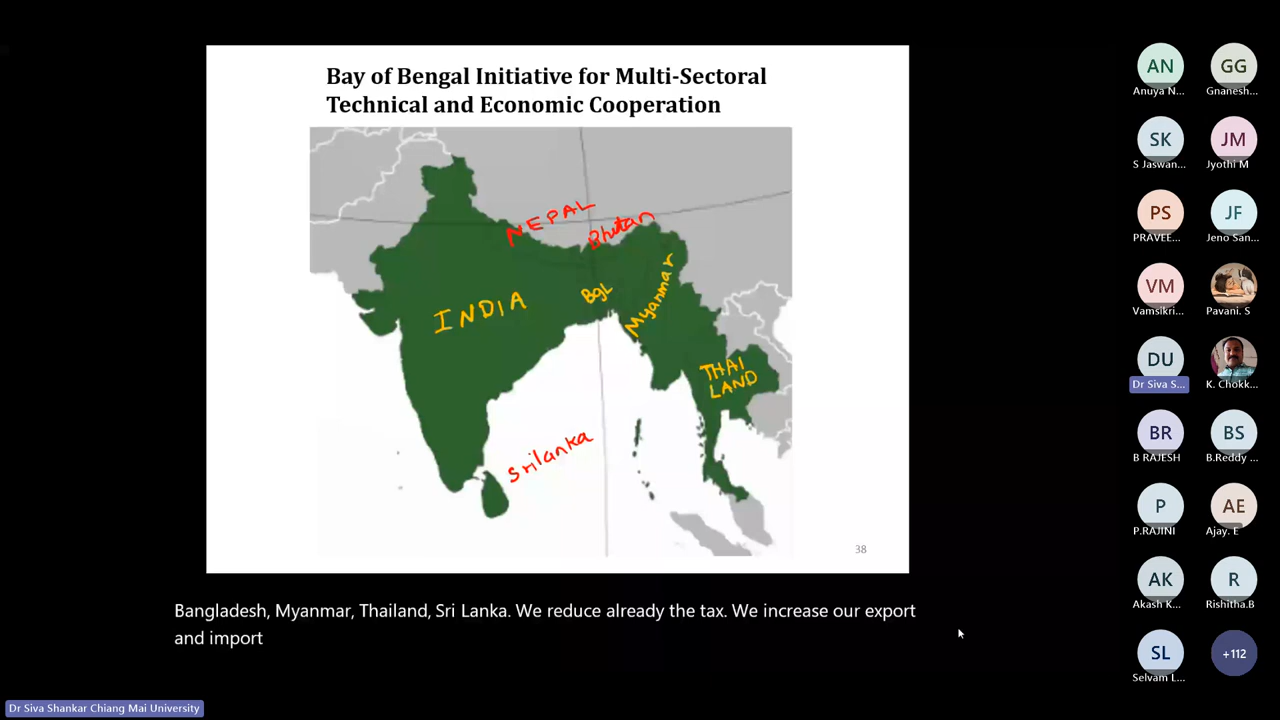 Bay of Bengal Initiative for Multi-Sectoral
Technical and Economic Cooperation
NEPAL
Bhutan
INDIA
Bgl
Myanmar
THAI
LAND
Srilanka
38
Bangladesh, Myanmar, Thailand, Sri Lanka. We reduce already the tax. We increase our export
and import
Dr Siva Shankar Chiang Mai University
AN
Anuya N...
GG
Gnanesh...
SK
S Jaswan...
JM
Jyothi M
PS
PRAVEE...
JF
Jeno San...
VM
Vamsikri...
Pavani. S
DU
Dr Siva S...
K. Chokk...
BR
B RAJESH
BS
B.Reddy ...
P
P.RAJINI
AE
Ajay. E
AK
Akash K...
R
Rishitha.B
SL
Selvam L...
+112